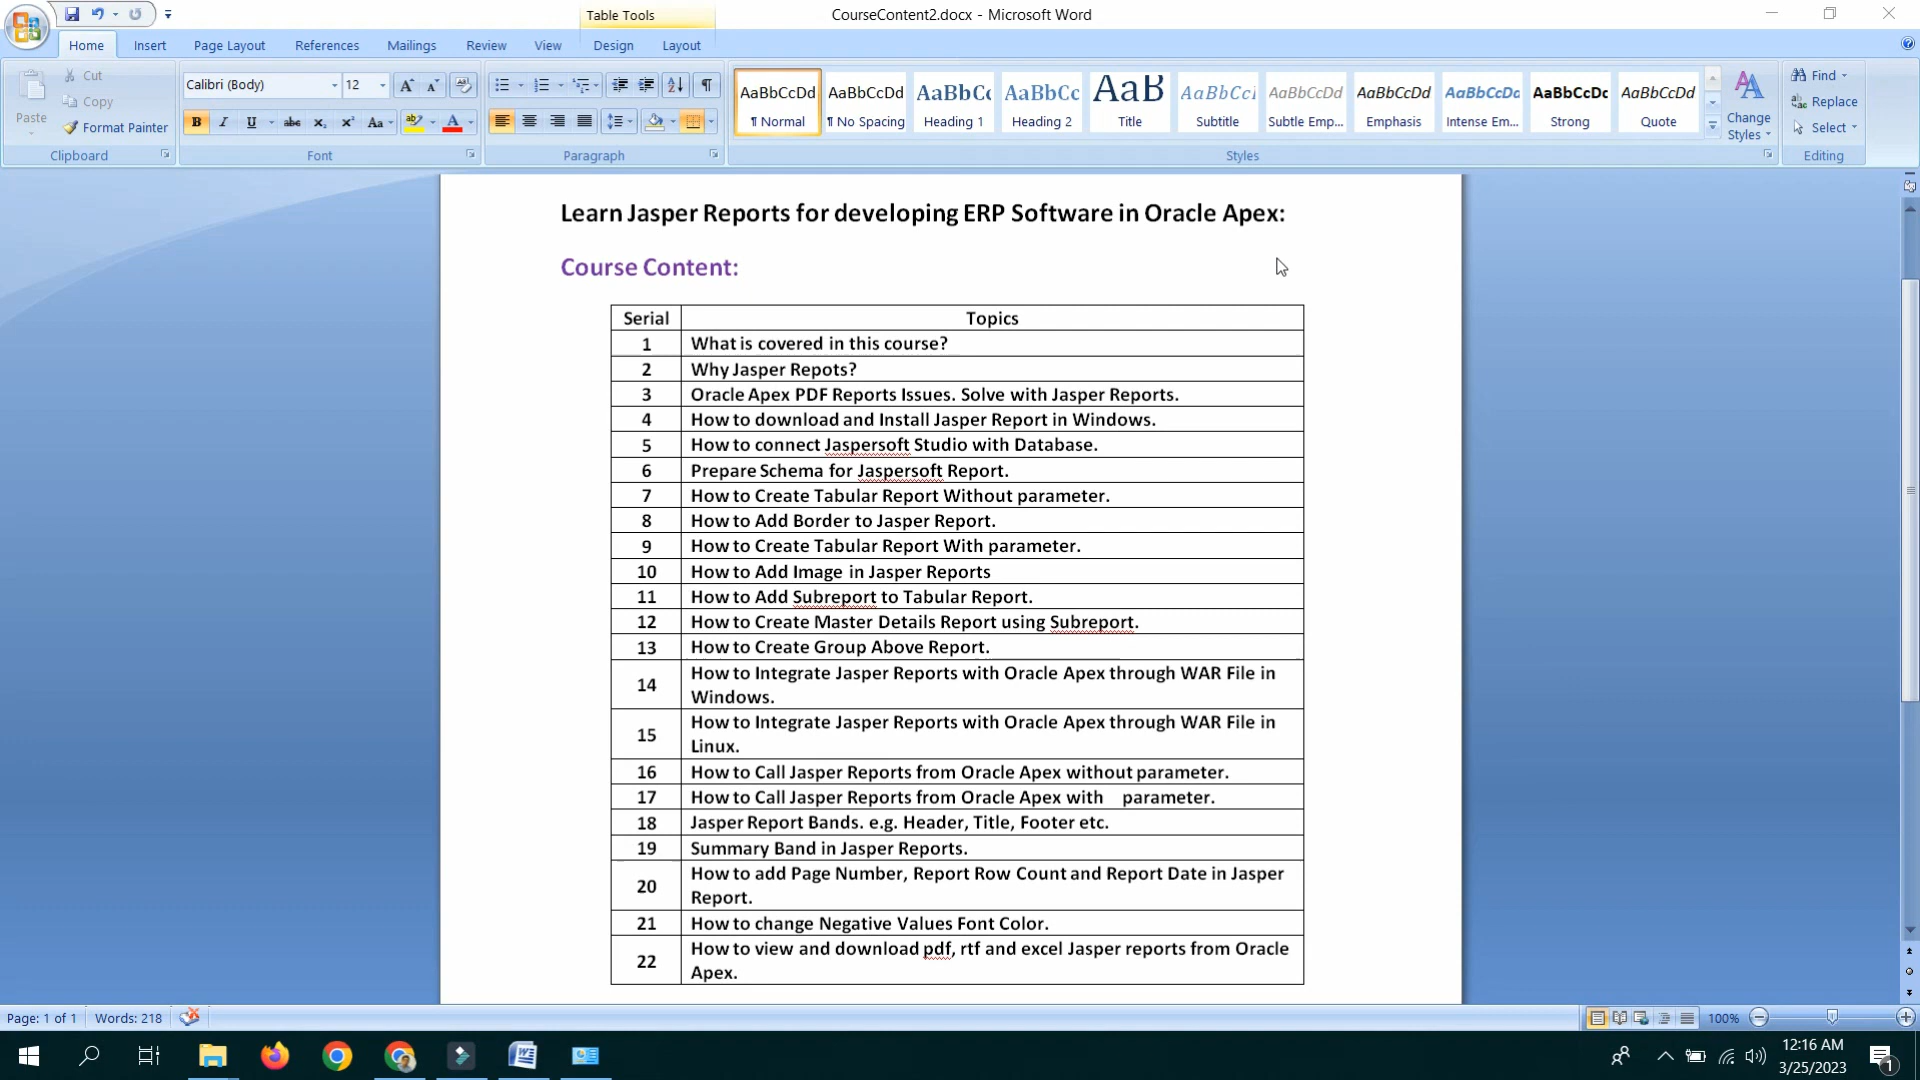 Table Tools
CourseContent2.docx - Microsoft Word
Home Insert Page Layout References Mailings Review View Design Layout
Cut
Copy
Paste
Format Painter
Clipboard
Calibri (Body) 12
Font
Paragraph
AaBbCcDd AaBbCcDd AaBbCc AaBbCc AaB AaBbCcI AaBbCcDd AaBbCcDd AaBbCcDc AaBbCcDc AaBbCcDd
¶ Normal ¶ No Spacing Heading 1 Heading 2 Title Subtitle Subtle Emp... Emphasis Intense Em... Strong Quote
Styles
Change
Styles
Find
Replace
Select
Editing
Learn Jasper Reports for developing ERP Software in Oracle Apex:
Course Content:
Serial Topics
1 What is covered in this course?
2 Why Jasper Repots?
3 Oracle Apex PDF Reports Issues. Solve with Jasper Reports.
4 How to download and Install Jasper Report in Windows.
5 How to connect Jaspersoft Studio with Database.
6 Prepare Schema for Jaspersoft Report.
7 How to Create Tabular Report Without parameter.
8 How to Add Border to Jasper Report.
9 How to Create Tabular Report With parameter.
10 How to Add Image in Jasper Reports
11 How to Add Subreport to Tabular Report.
12 How to Create Master Details Report using Subreport.
13 How to Create Group Above Report.
14 How to Integrate Jasper Reports with Oracle Apex through WAR File in
Windows.
15 How to Integrate Jasper Reports with Oracle Apex through WAR File in
Linux.
16 How to Call Jasper Reports from Oracle Apex without parameter.
17 How to Call Jasper Reports from Oracle Apex with parameter.
18 Jasper Report Bands. e.g. Header, Title, Footer etc.
19 Summary Band in Jasper Reports.
20 How to add Page Number, Report Row Count and Report Date in Jasper
Report.
21 How to change Negative Values Font Color.
22 How to view and download pdf, rtf and excel Jasper reports from Oracle
Apex.
Page: 1 of 1 Words: 218
100%
12:16 AM
3/25/2023
1